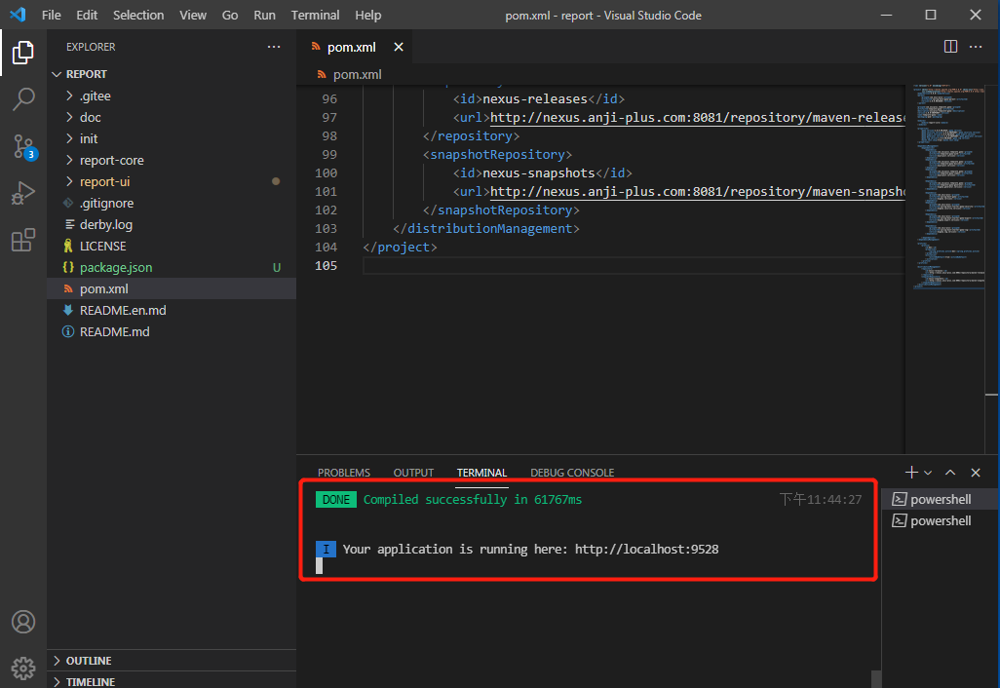 File Edit Selection View Go Run Terminal Help
pom.xml - report - Visual Studio Code
EXPLORER
REPORT
.gitee
doc
init
report-core
report-ui
.gitignore
derby.log
LICENSE
package.json U
pom.xml
README.en.md
README.md
OUTLINE
TIMELINE
3
pom.xml
pom.xml
96 <id>nexus-releases</id>
97 <url>http://nexus.anji-plus.com:8081/repository/maven-releas
98 </repository>
99 <snapshotRepository>
100 <id>nexus-snapshots</id>
101 <url>http://nexus.anji-plus.com:8081/repository/maven-snapsh
102 </snapshotRepository>
103 </distributionManagement>
104 </project>
105
PROBLEMS OUTPUT TERMINAL DEBUG CONSOLE
DONE Compiled successfully in 61767ms 下午11:44:27
I Your application is running here: http://localhost:9528
powershell
powershell